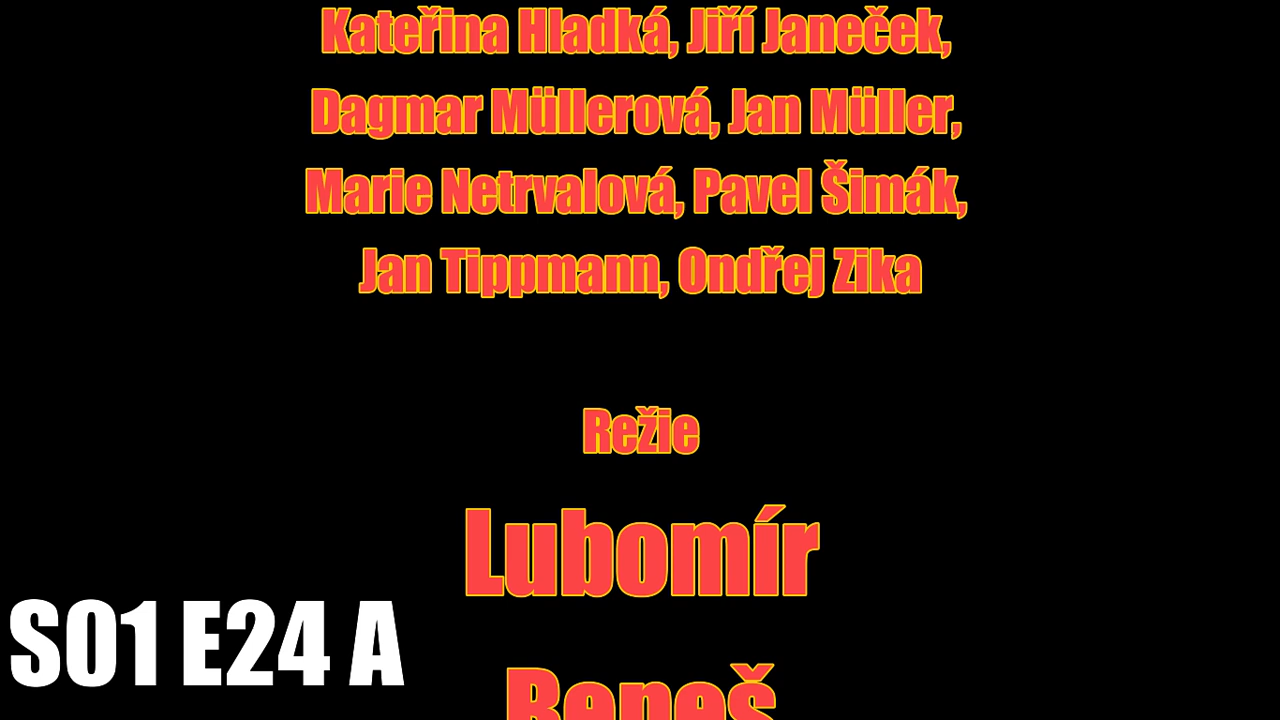 Kateřina Hladká, Jiří Janeček,
Dagmar Müllerová, Jan Müller,
Marie Netrvalová, Pavel Šimák,
Jan Tippmann, Ondřej Zika
Režie
Lubomír
S01 E24 A
Beneš